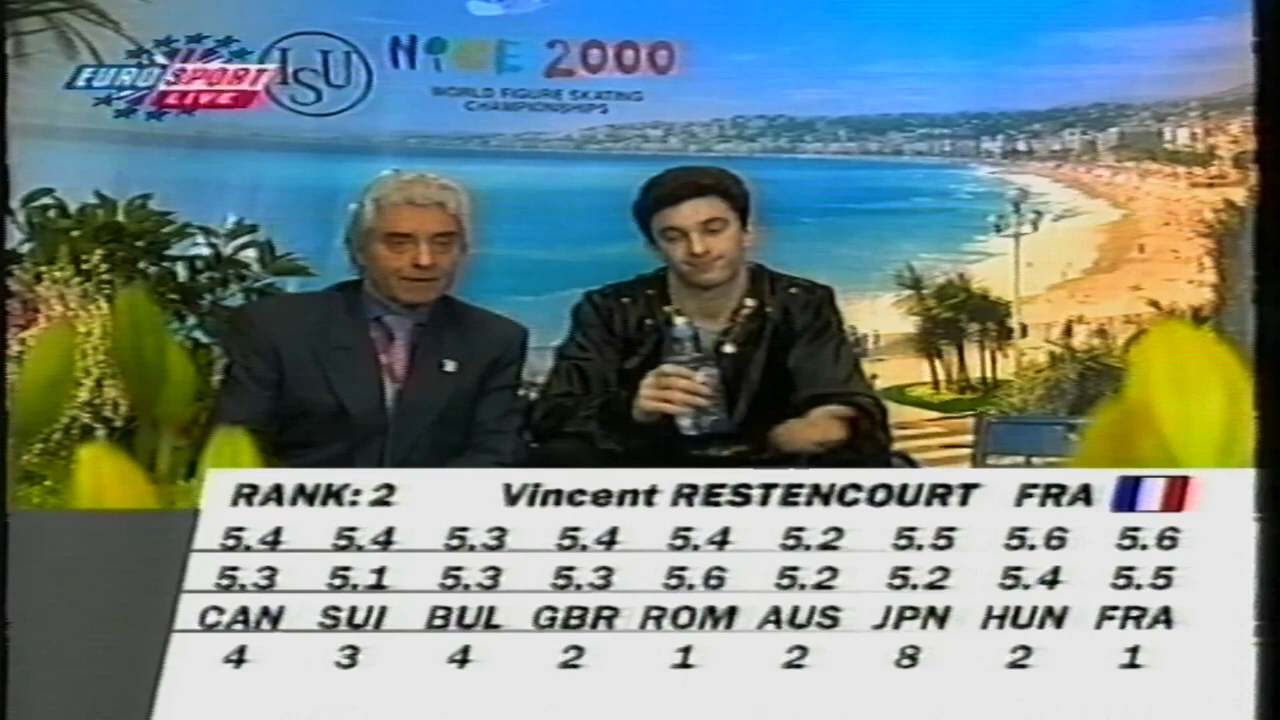 EUROSPORT
LIVE
ISU
NICE 2000
WORLD FIGURE SKATING
CHAMPIONSHIPS
RANK: 2 Vincent RESTENCOURT FRA
5.4 5.4 5.3 5.4 5.4 5.2 5.5 5.6 5.6
5.3 5.1 5.3 5.3 5.6 5.2 5.2 5.4 5.5
CAN SUI BUL GBR ROM AUS JPN HUN FRA
4 3 4 2 1 2 8 2 1